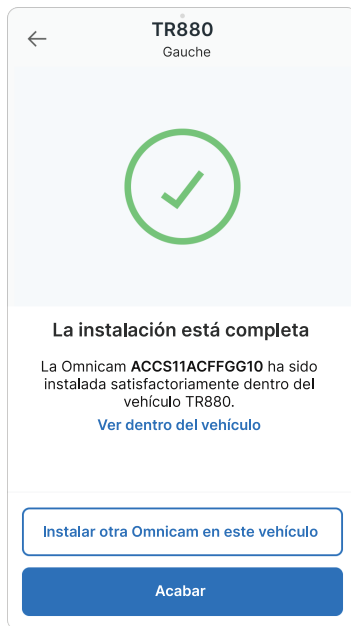 TR880
Gauche
La instalación está completa
La Omnicam ACCS11ACFFGG10 ha sido
instalada satisfactoriamente dentro del
vehículo TR880.
Ver dentro del vehículo
Instalar otra Omnicam en este vehículo
Acabar